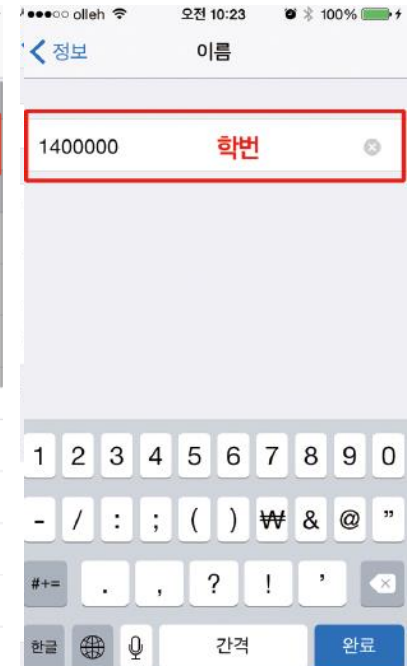 olleh 오전 10:23 100%
정보 이름
1400000 학번
1 2 3 4 5 6 7 8 9 0
- / : ; ( ) ₩ & @ "
#+= . , ? ! '
한글 간격 완료